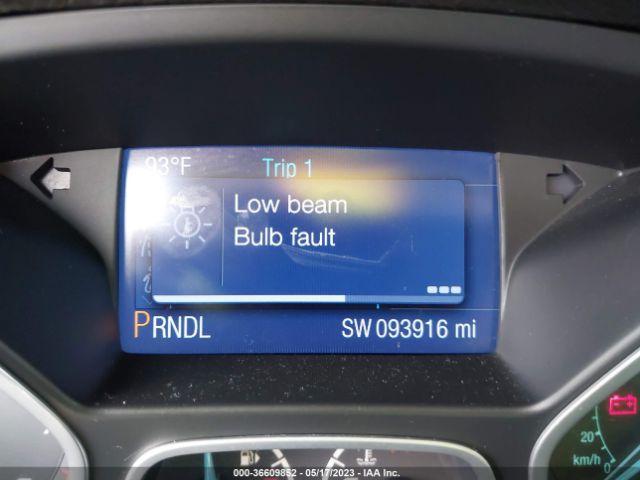 93°F
Trip 1
Low beam
Bulb fault
PRNDL
SW 093916 mi
20
km/h
0
000-36609852 — 05/17/2023 — IAA Inc.